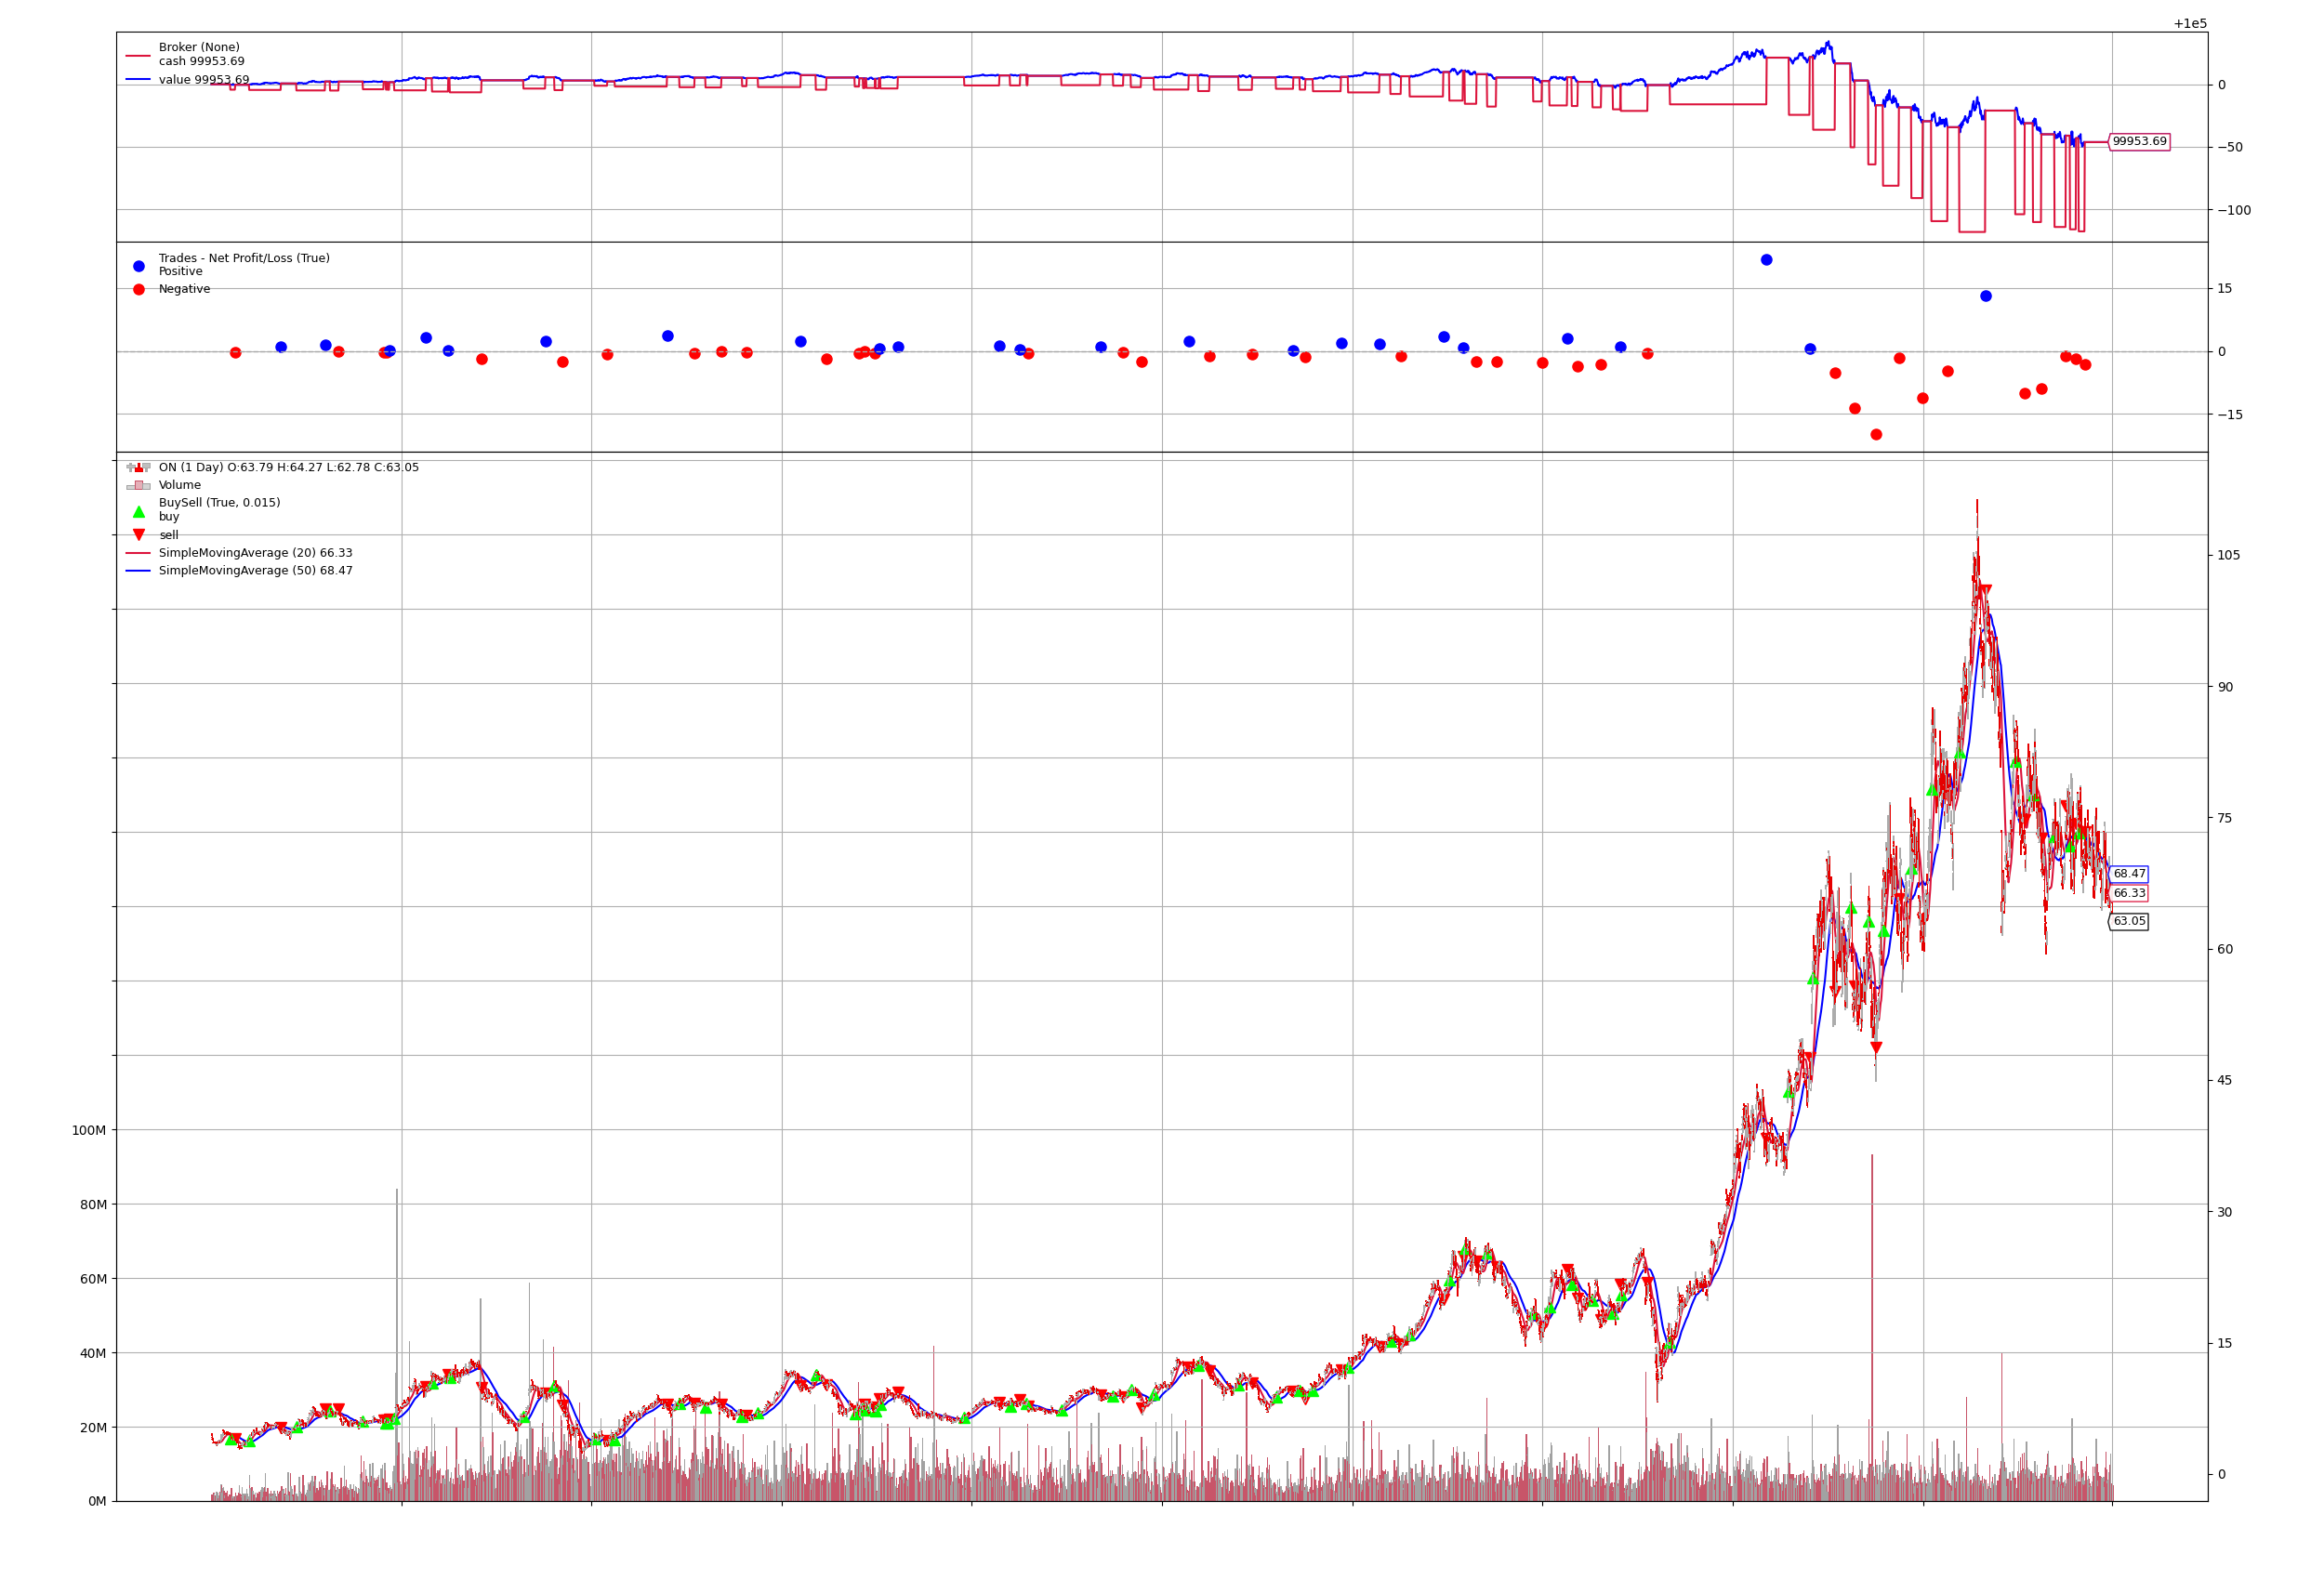 +1e5
Broker (None)
cash 99953.69
value 99953.69
0
99953.69
−50
−100
Trades - Net Profit/Loss (True)
Positive
Negative
15
0
−15
ON (1 Day) O:63.79 H:64.27 L:62.78 C:63.05
Volume
BuySell (True, 0.015)
buy
sell
SimpleMovingAverage (20) 66.33
SimpleMovingAverage (50) 68.47
105
90
75
68.47
66.33
63.05
60
45
30
15
0
100M
80M
60M
40M
20M
0M